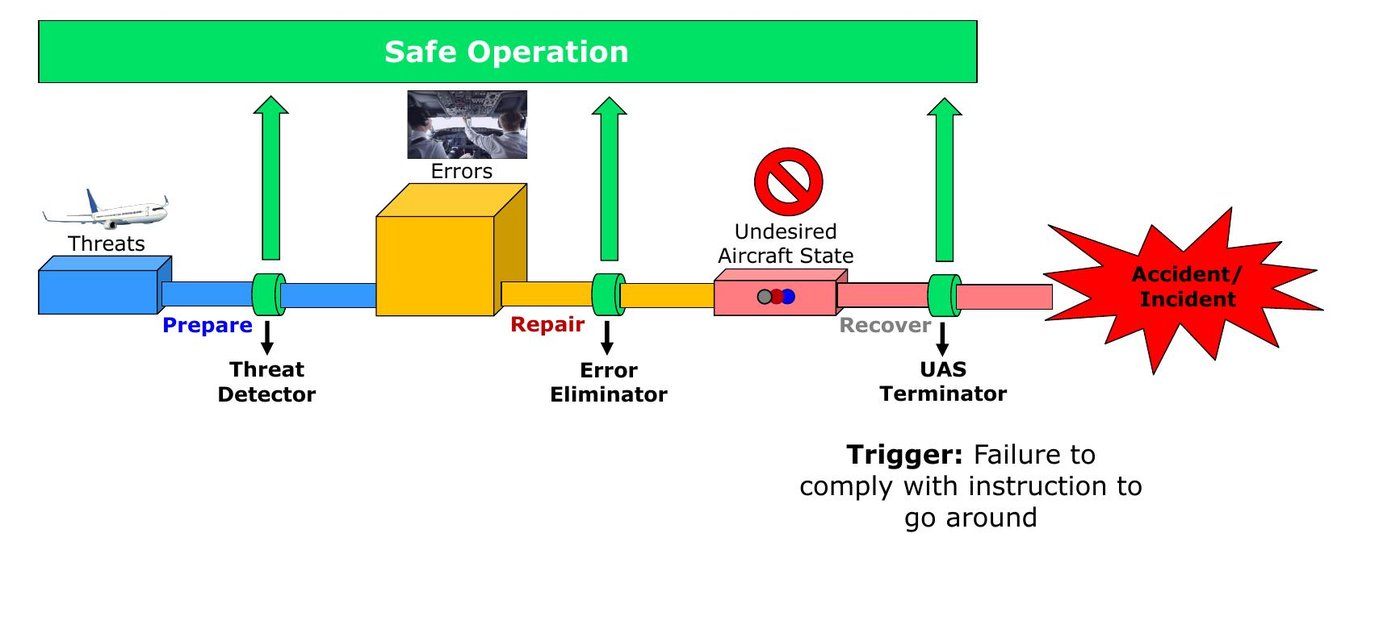 Safe Operation
Errors
Threats
Undesired
Aircraft State
Accident/
Incident
Prepare
Repair
Recover
Threat
Detector
Error
Eliminator
UAS
Terminator
Trigger: Failure to
comply with instruction to
go around